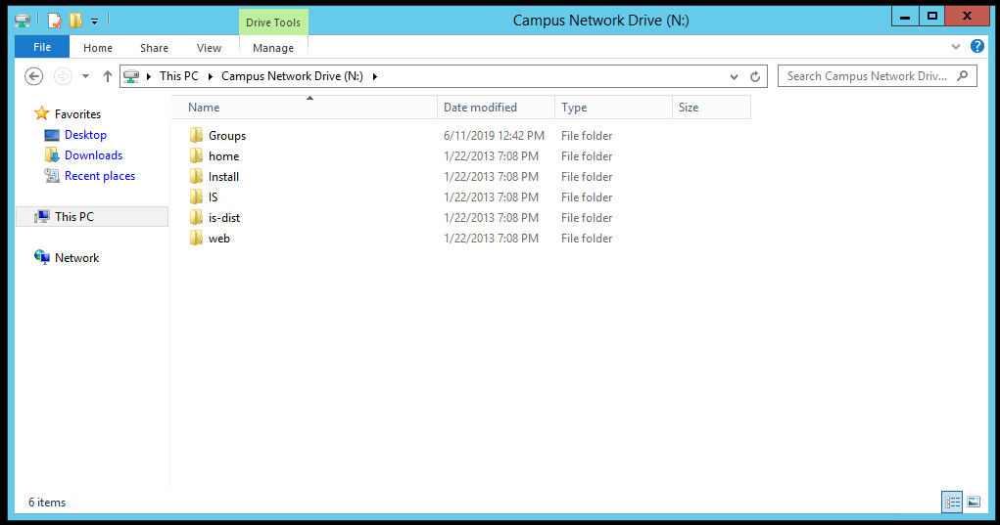 Drive Tools
Campus Network Drive (N:)
File Home Share View Manage
This PC Campus Network Drive (N:) Search Campus Network Driv...
Favorites
Desktop
Downloads
Recent places
This PC
Network
Name Date modified Type Size
Groups 6/11/2019 12:42 PM File folder
home 1/22/2013 7:08 PM File folder
Install 1/22/2013 7:08 PM File folder
IS 1/22/2013 7:08 PM File folder
is-dist 1/22/2013 7:08 PM File folder
web 1/22/2013 7:08 PM File folder
6 items